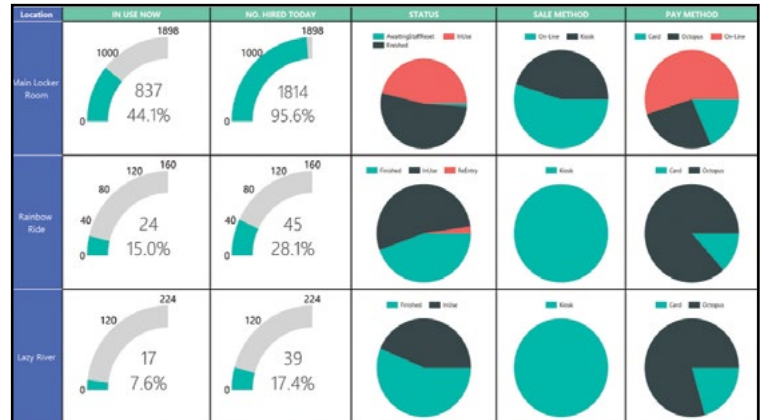 Location IN USE NOW NO. HIRED TODAY STATUS SALE METHOD PAY METHOD
Main Locker Room
0 1000 1898
837
44.1%
0 1000 1898
1814
95.6%
AwaitingStaffReset InUse
Finished
On-Line Kiosk
Card Octopus On-Line
Rainbow Ride
0 40 80 120 160
24
15.0%
0 40 80 120 160
45
28.1%
Finished InUse ReEntry
Kiosk
Card Octopus
Lazy River
0 120 224
17
7.6%
0 120 224
39
17.4%
Finished InUse
Kiosk
Card Octopus